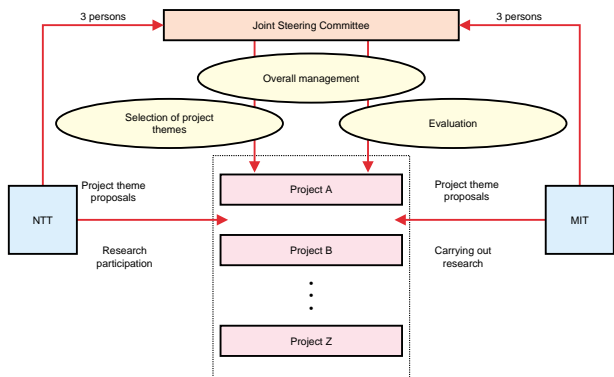 3 persons
Joint Steering Committee
3 persons
Overall management
Selection of project
themes
Evaluation
Project theme
proposals
Project A
Project theme
proposals
NTT
MIT
Research
participation
Project B
Carrying out
research
Project Z